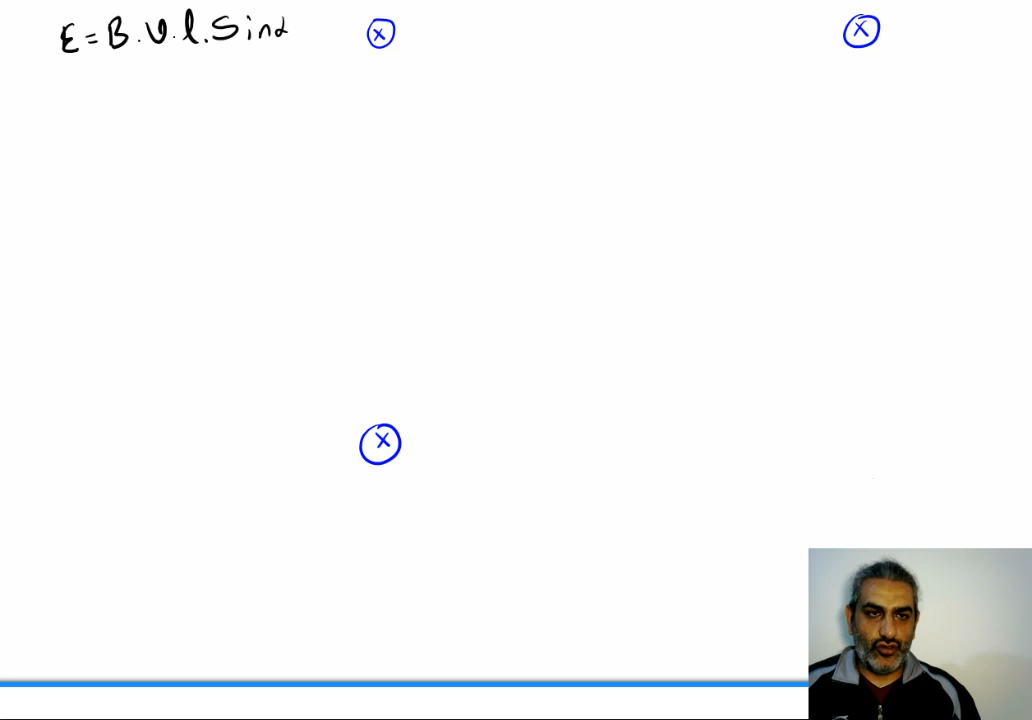 ε = B.v.l.Sinα
x
x
x